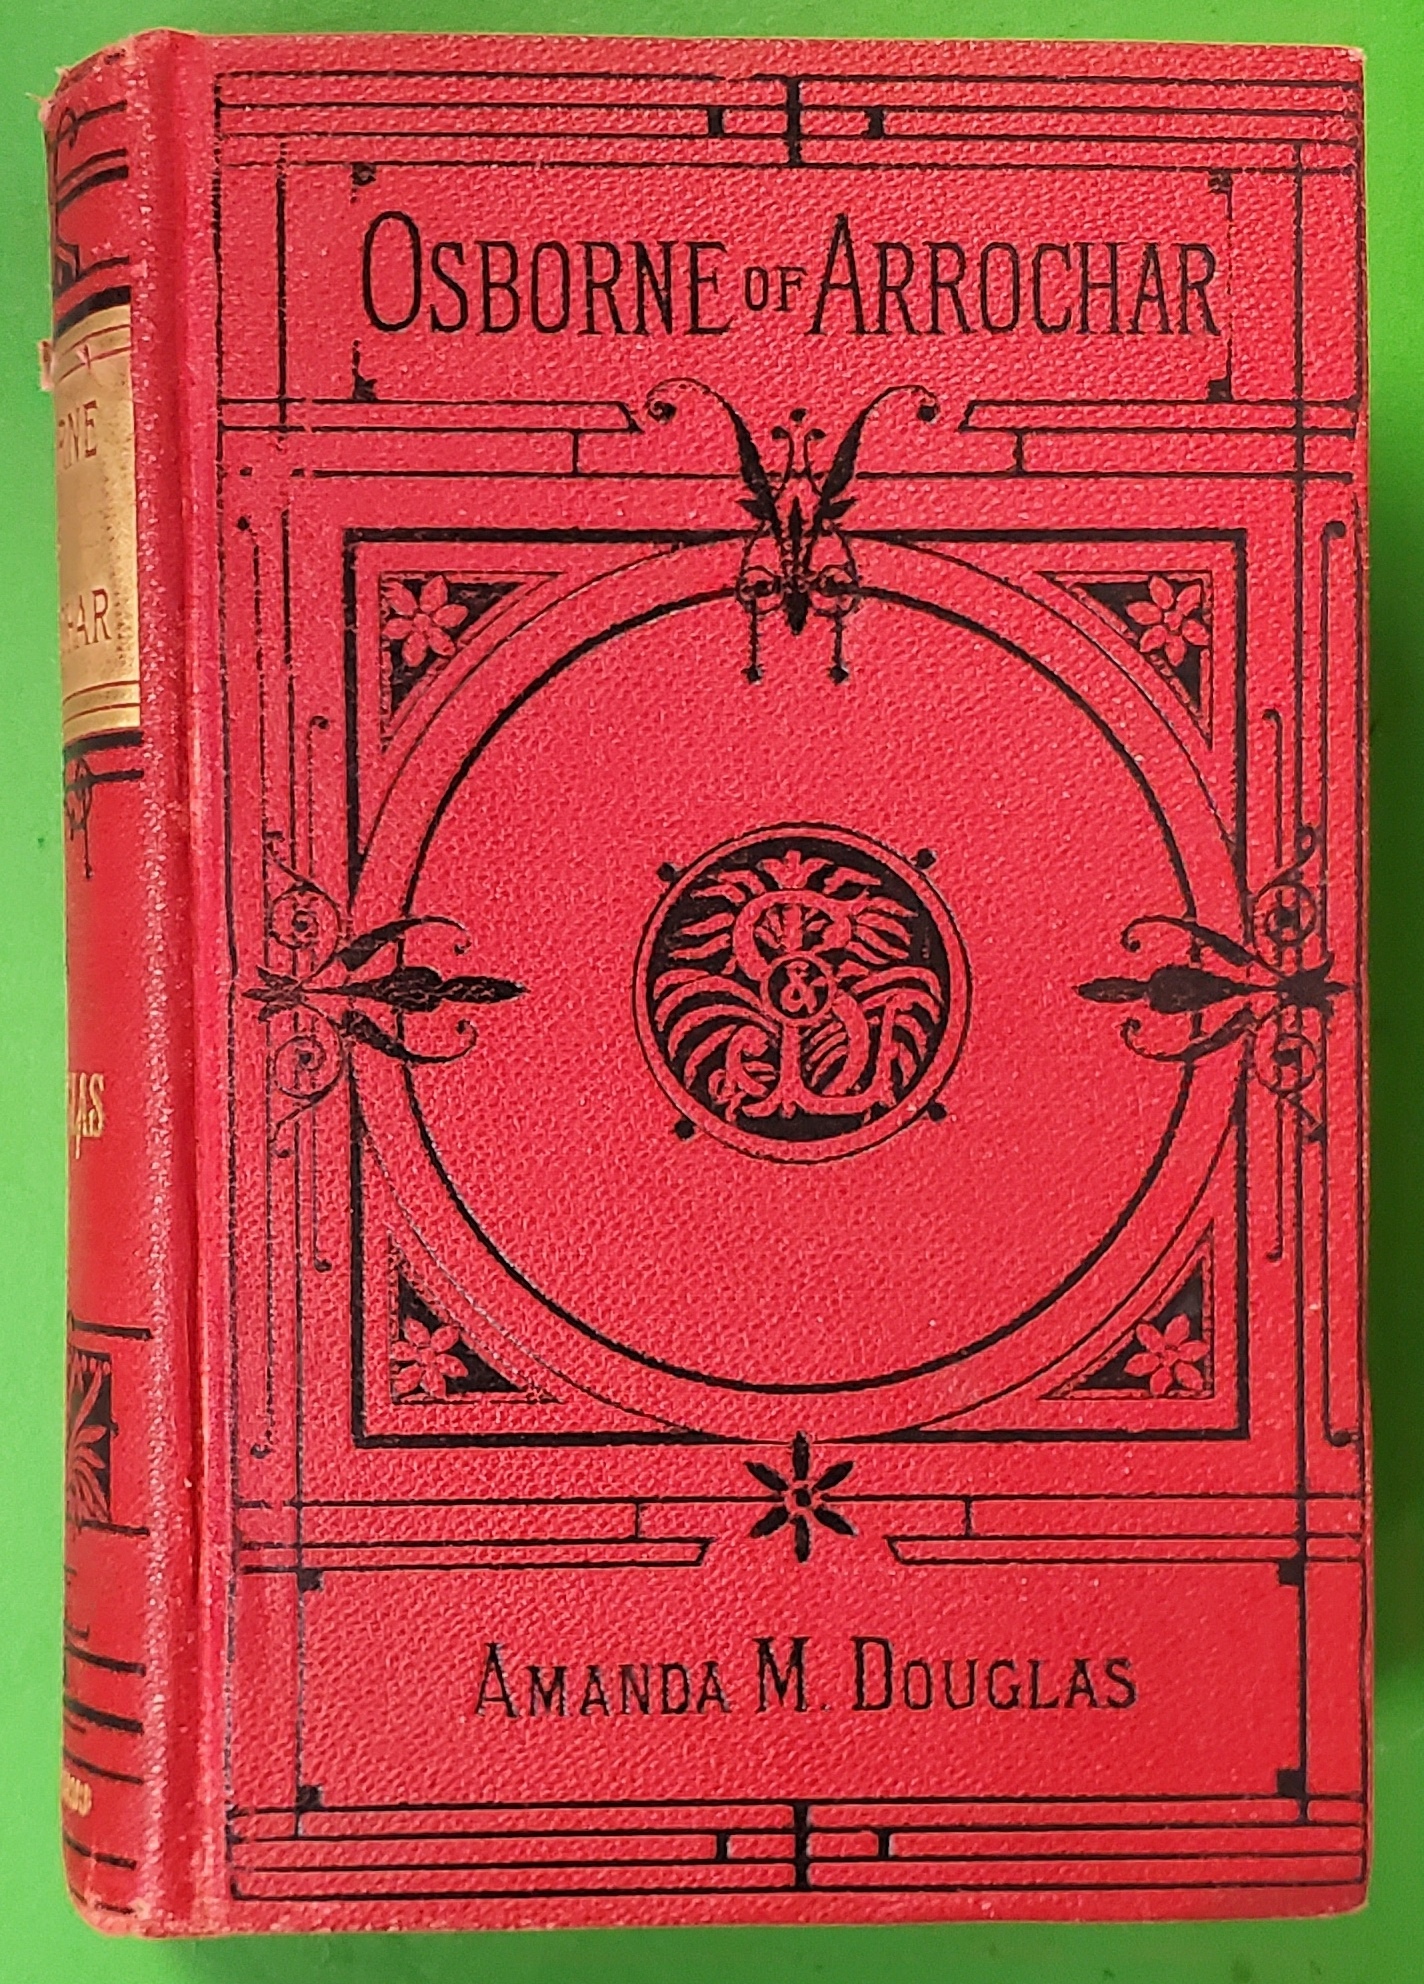 OSBORNE OF ARROCHAR
L & S
AMANDA M. DOUGLAS